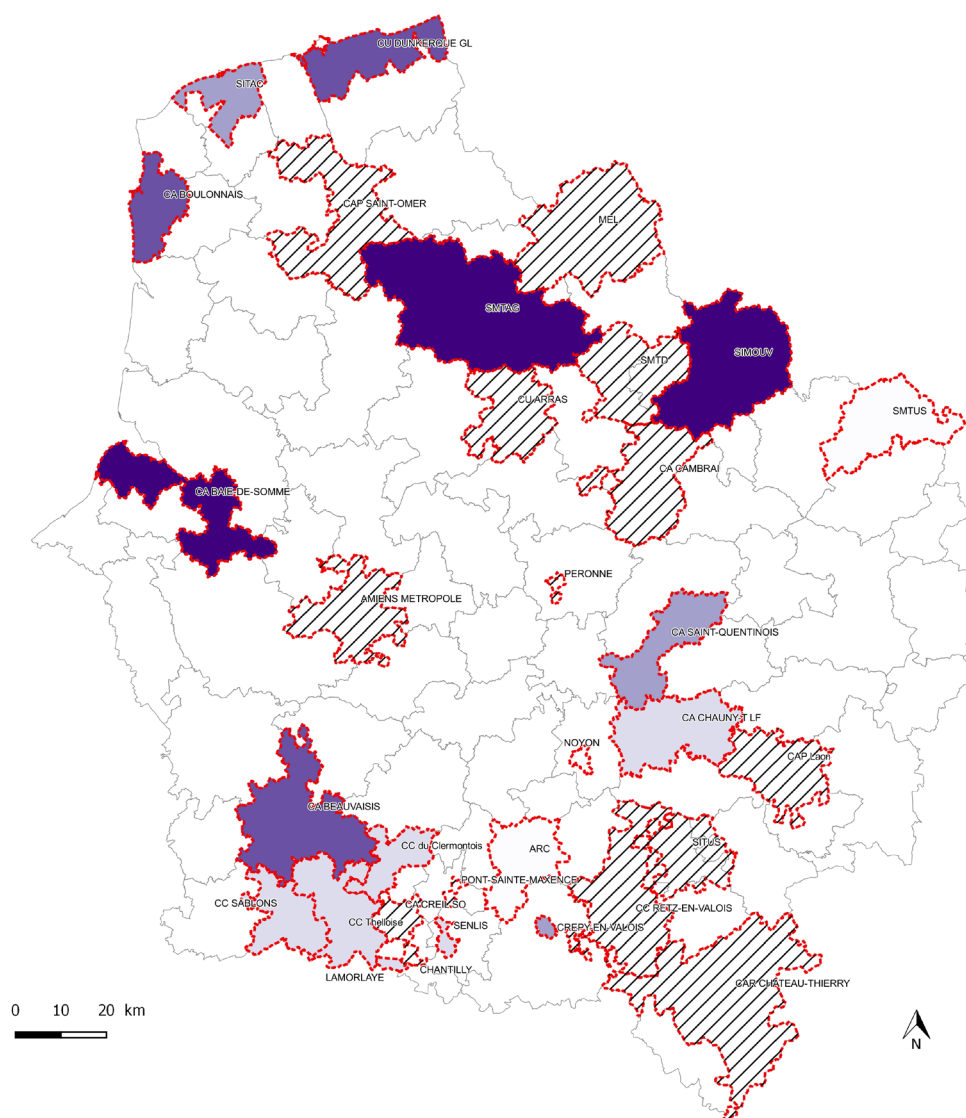 CU DUNKERQUE GL
SITAC
CA BOULONNAIS
CAP SAINT-OMER
MEL
SMTAG
SIMOUV
SMTD
CU ARRAS
SMTUS
CA CAMBRAI
CA BAIE-DE-SOMME
PERONNE
AMIENS METROPOLE
CA SAINT-QUENTINOIS
CA CHAUNY-T LF
NOYON
CAP Laon
CA BEAUVAISIS
CC du Clermontois
ARC
SITUS
PONT-SAINTE-MAXENCE
CC SABLONS
CA CREIL SO
CC RETZ-EN-VALOIS
CC Thelloise
SENLIS
CREPY-EN-VALOIS
LAMORLAYE
CHANTILLY
CAR CHATEAU-THIERRY
0 10 20 km
N